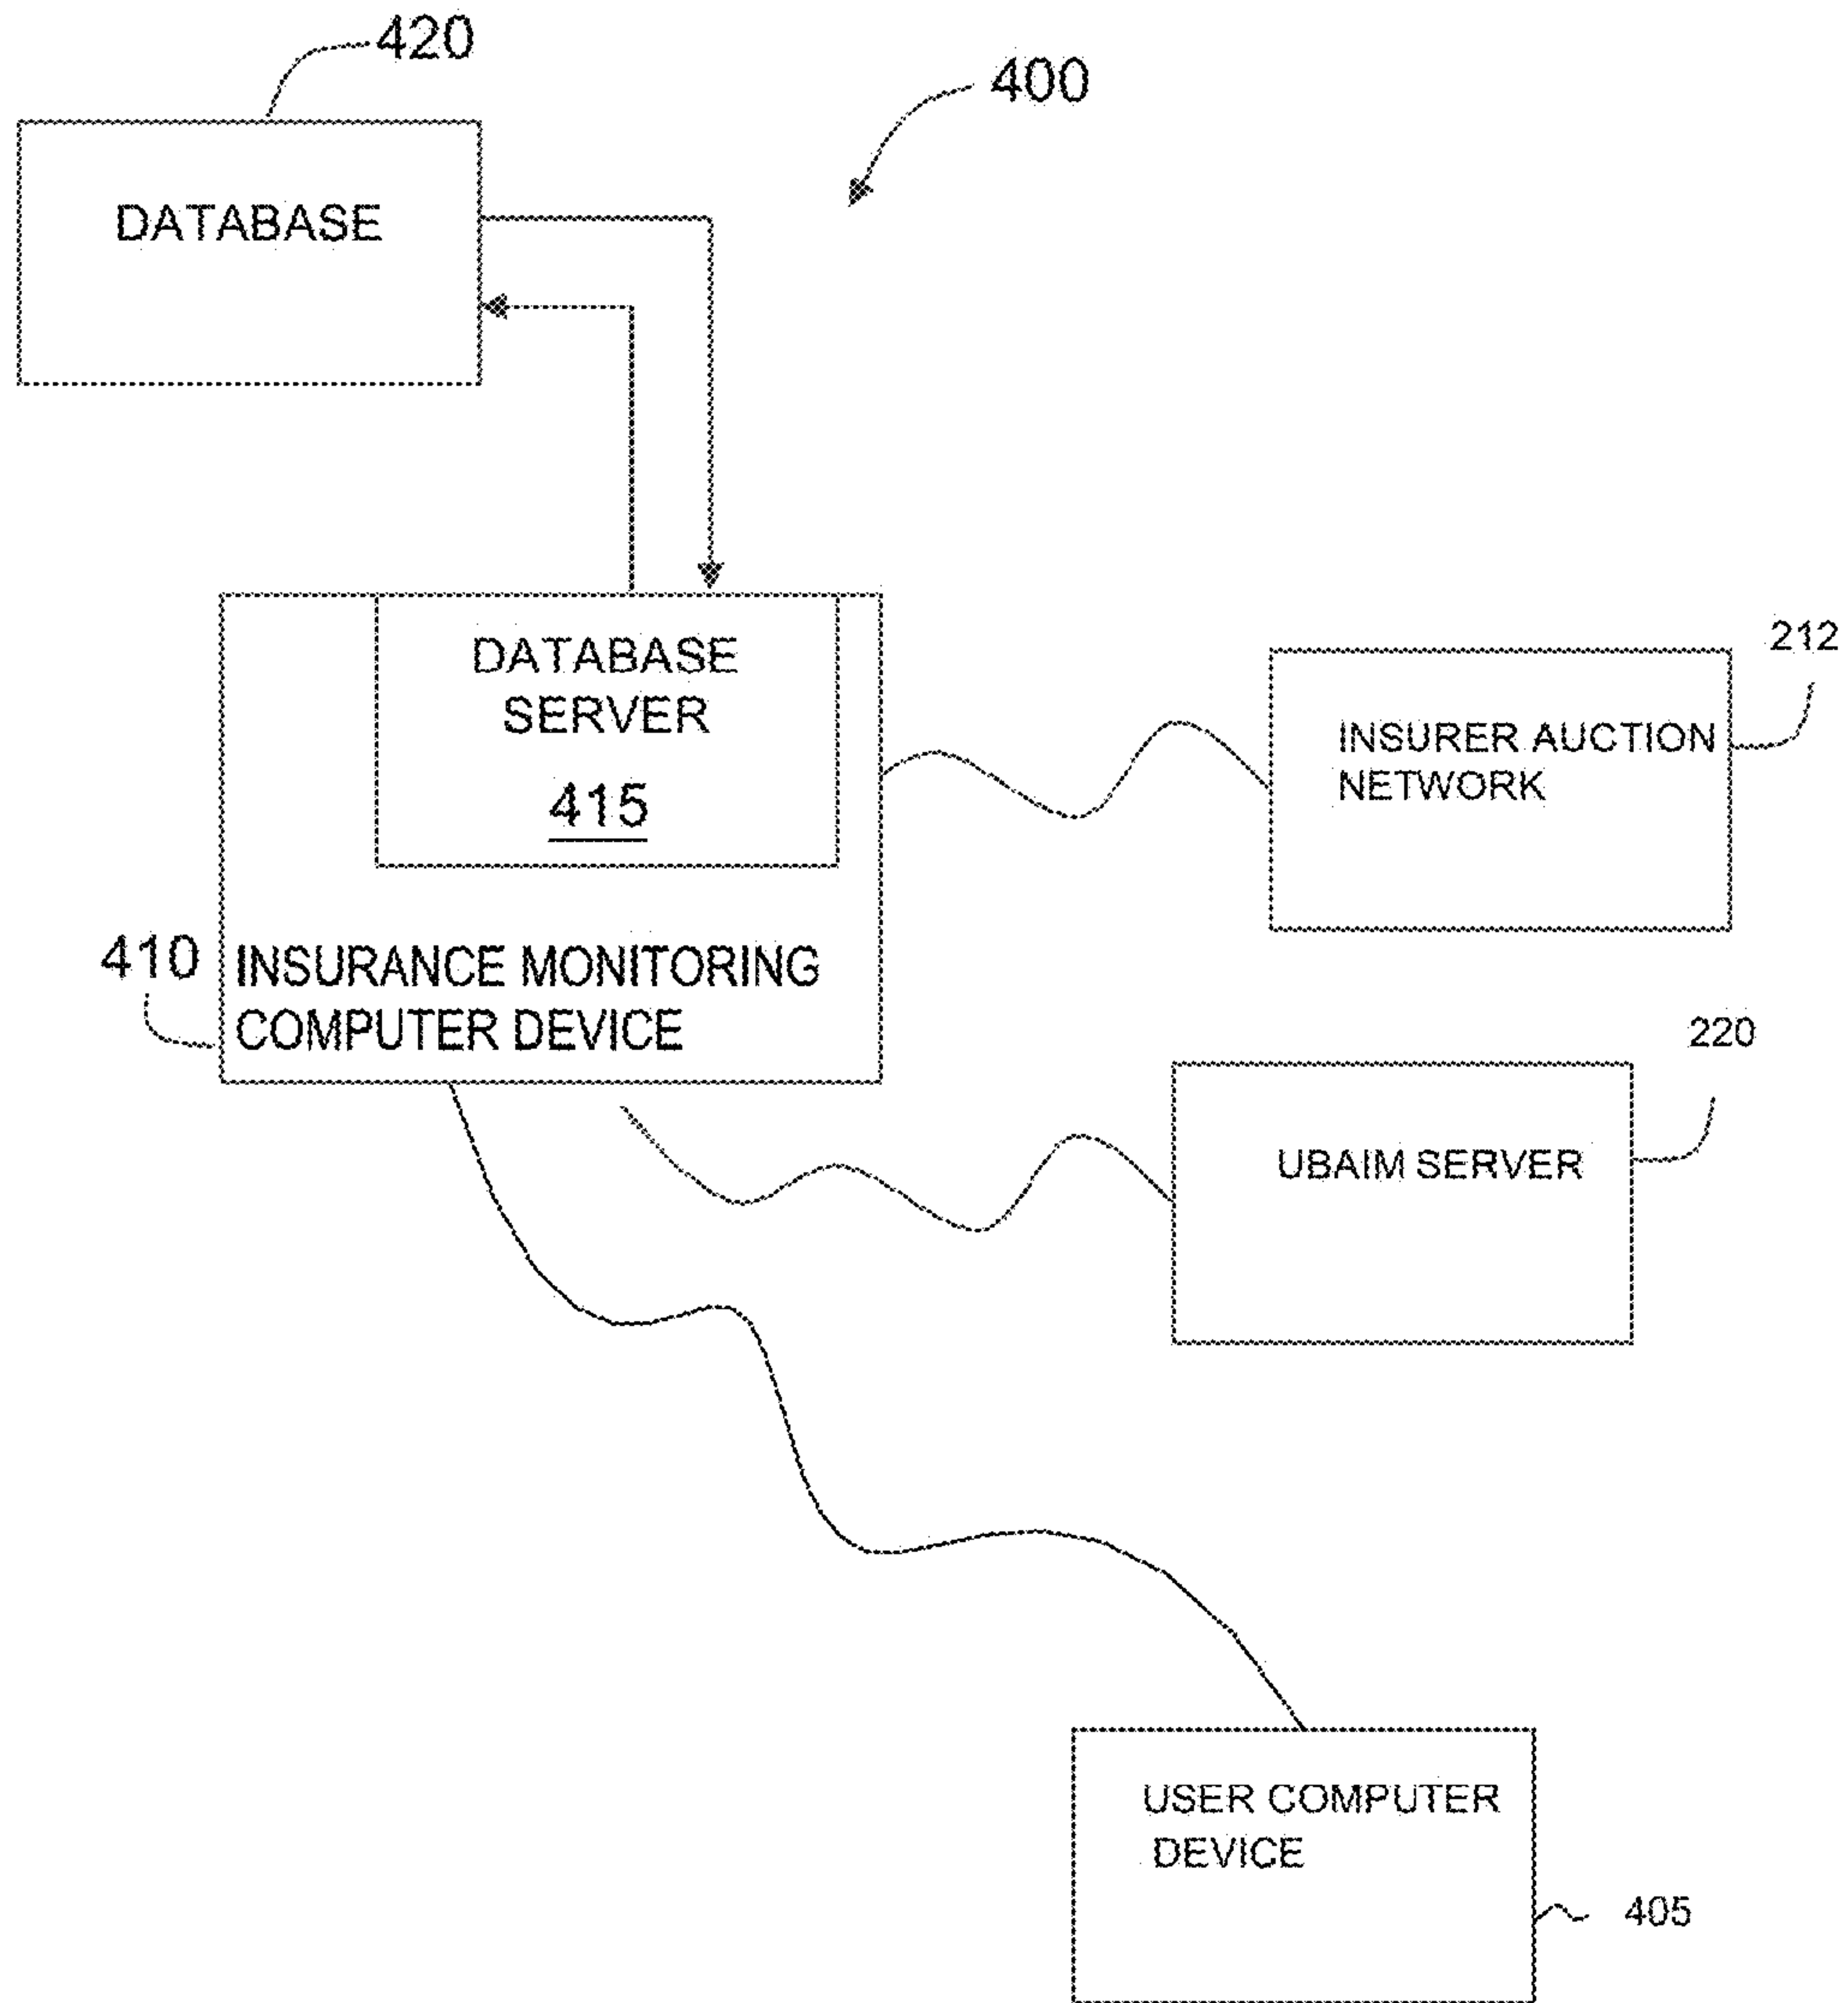 420
400
DATABASE
DATABASE
SERVER
415
212
INSURER AUCTION
NETWORK
410
INSURANCE MONITORING
COMPUTER DEVICE
220
UBAIM SERVER
USER COMPUTER
DEVICE
405